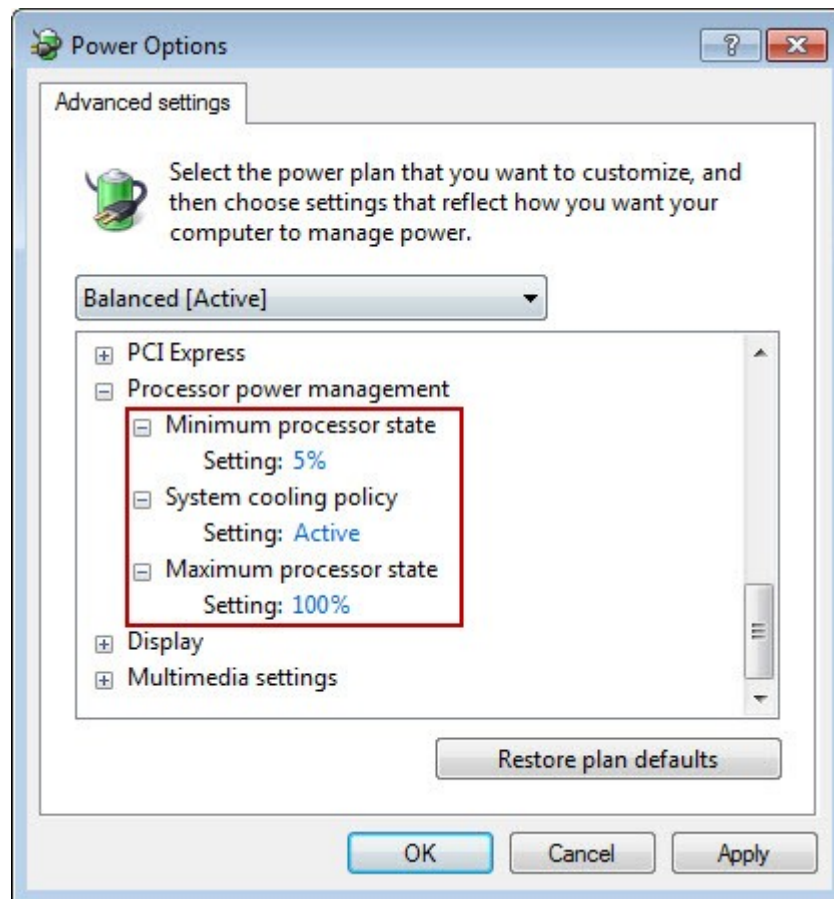 Power Options
Advanced settings
Select the power plan that you want to customize, and
then choose settings that reflect how you want your
computer to manage power.
Balanced [Active]
PCI Express
Processor power management
Minimum processor state
Setting: 5%
System cooling policy
Setting: Active
Maximum processor state
Setting: 100%
Display
Multimedia settings
Restore plan defaults
OK Cancel Apply